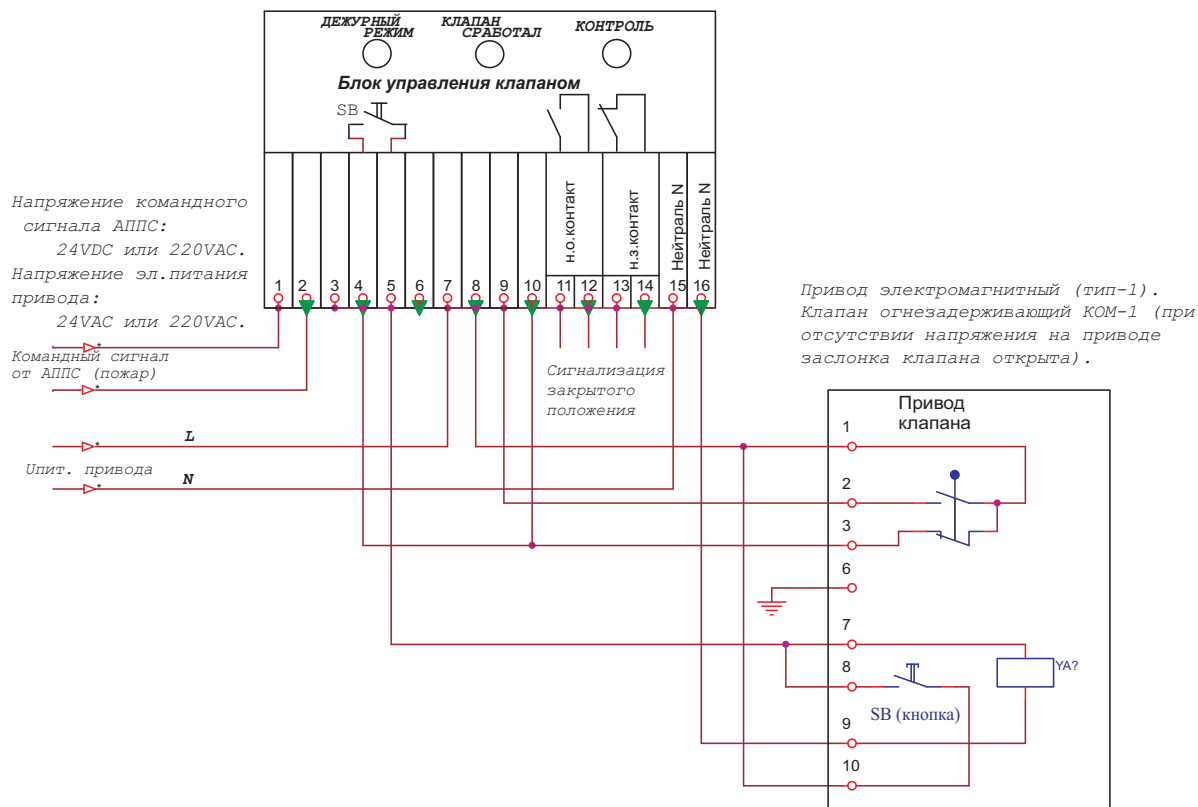 ДЕЖУРНЫЙ
РЕЖИМ
КЛАПАН
СРАБОТАЛ
КОНТРОЛЬ
Блок управления клапаном
SB
н.о.контакт
н.з.контакт
Нейтраль N
Нейтраль N
1 2 3 4 5 6 7 8 9 10 11 12 13 14 15 16
Напряжение командного
сигнала АППС:
24VDC или 220VAC.
Напряжение эл.питания
привода:
24VAC или 220VAC.
Командный сигнал
от АППС (пожар)
L
Uпит. привода
N
Сигнализация
закрытого
положения
Привод электромагнитный (тип-1).
Клапан огнезадерживающий КОМ-1 (при
отсутствии напряжения на приводе
заслонка клапана открыта).
Привод
клапана
1
2
3
6
7
8
YA?
SB (кнопка)
9
10